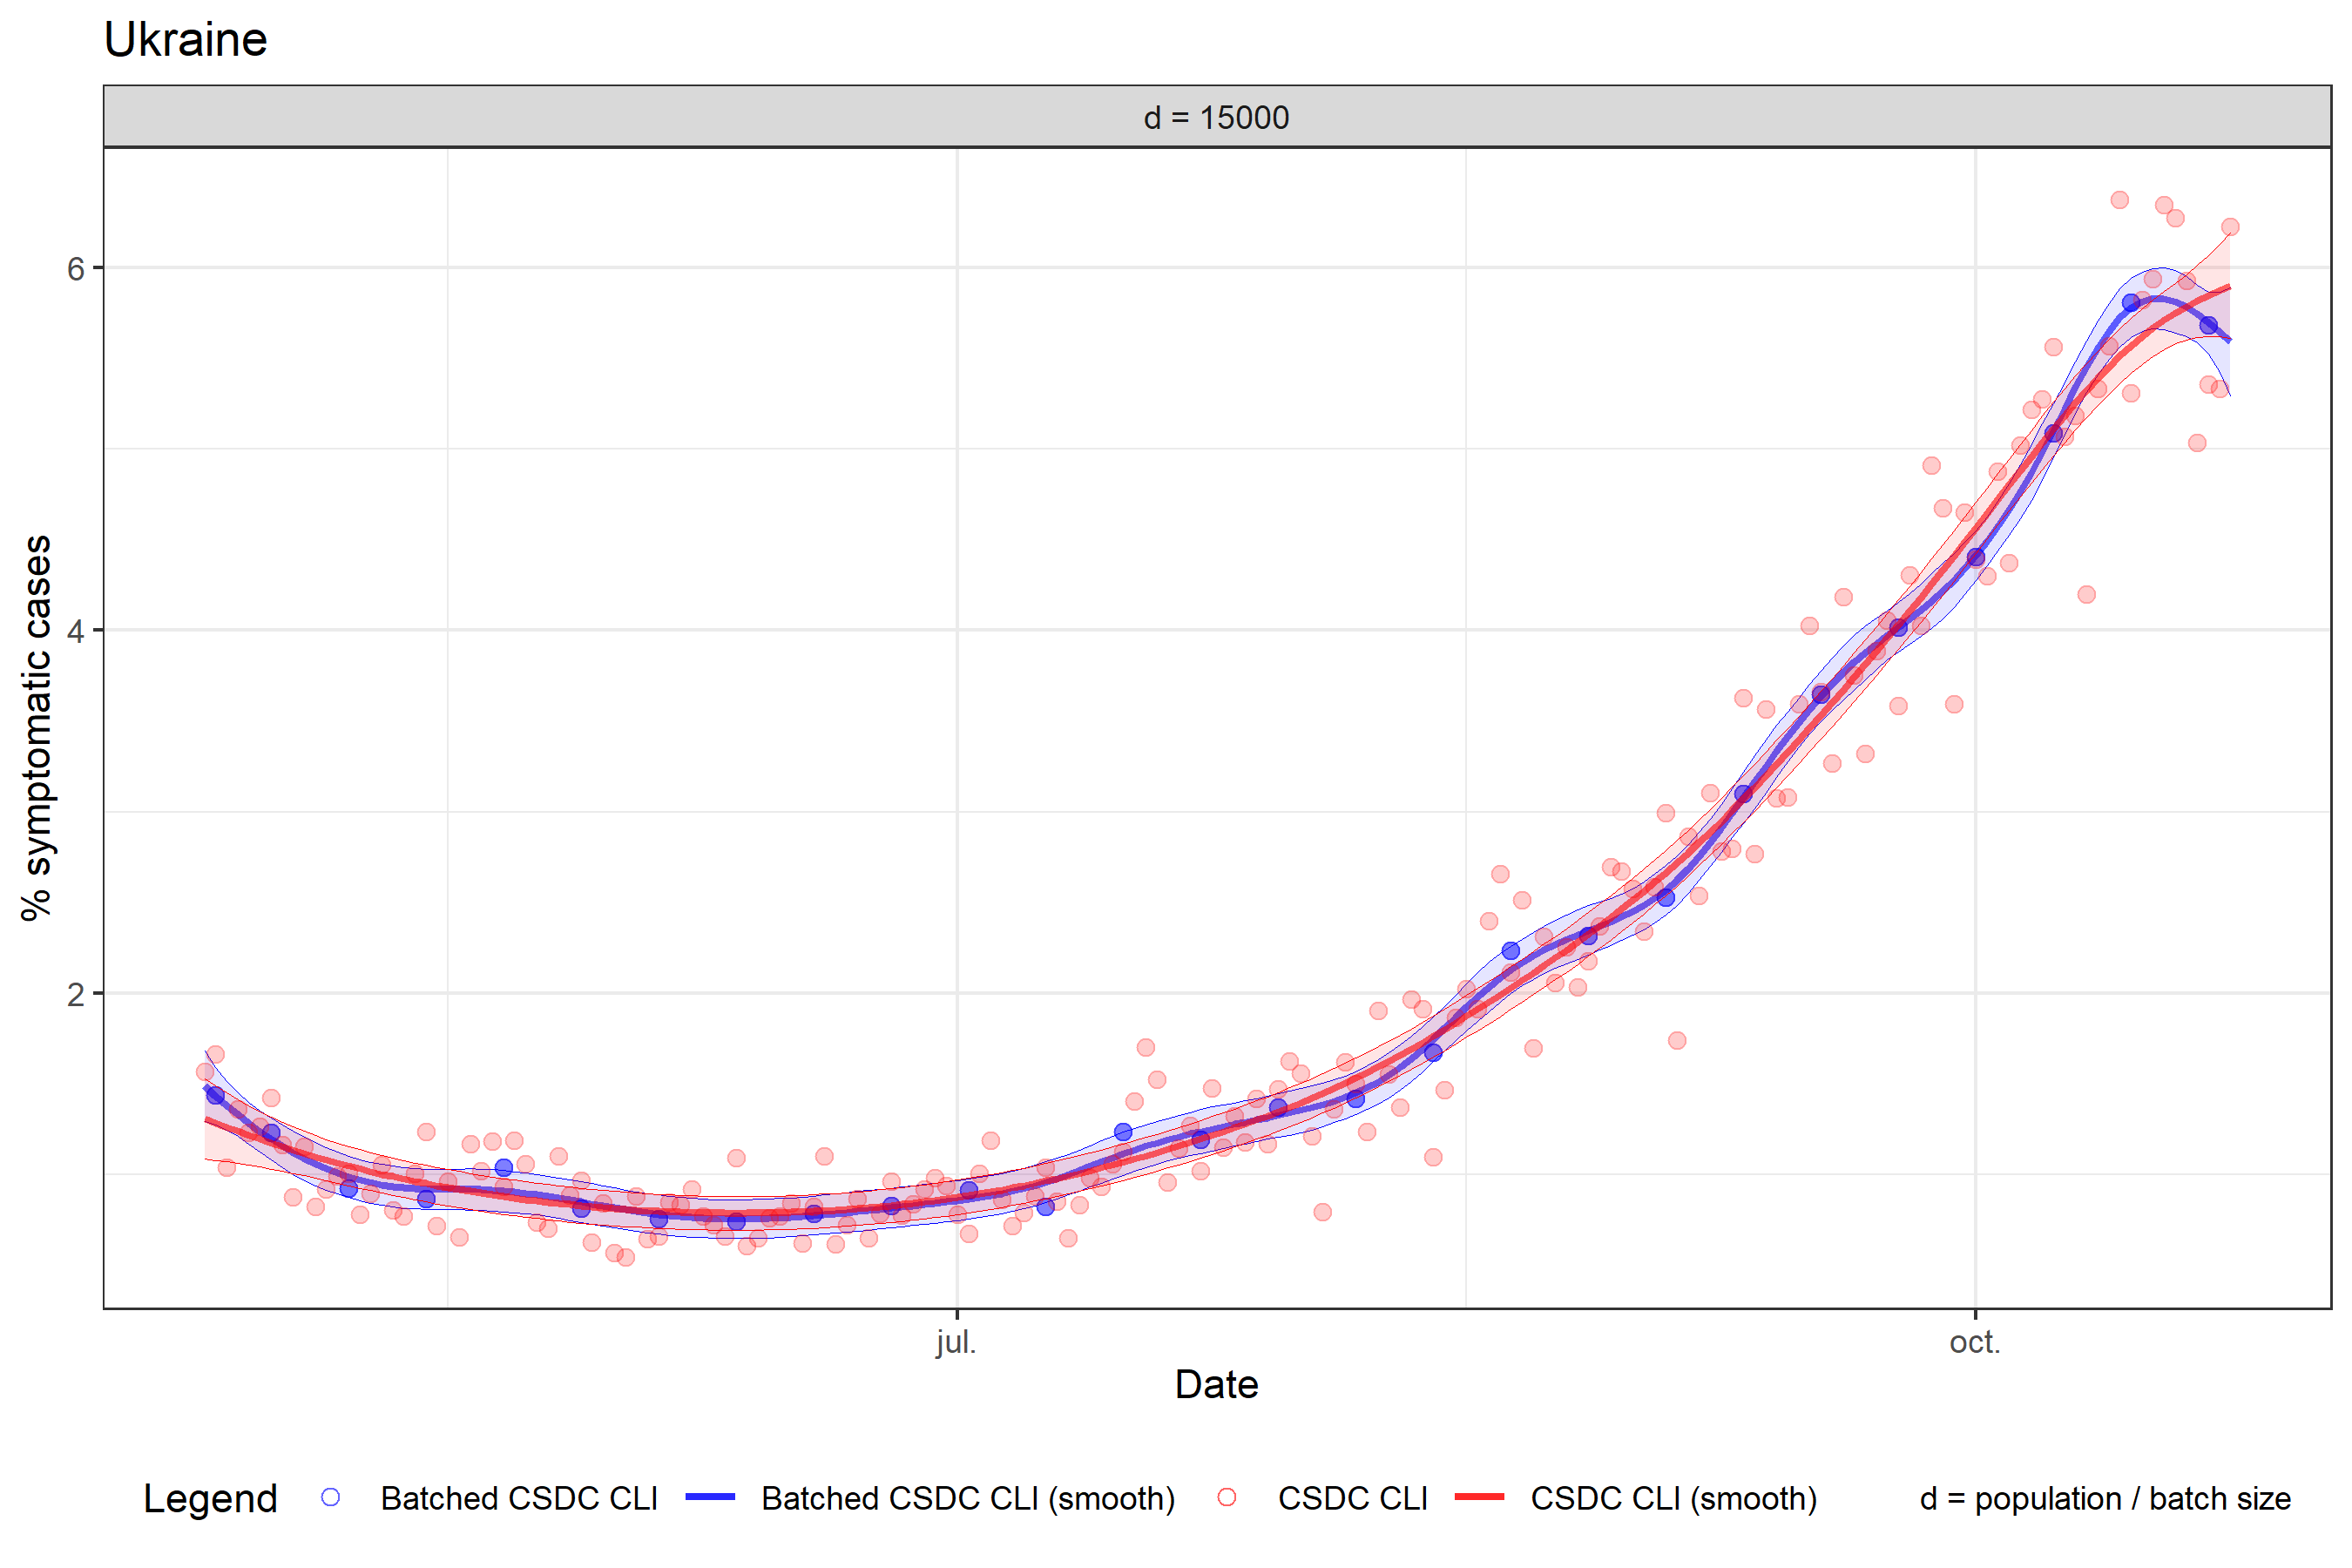 Ukraine
d = 15000
6
4
2
% symptomatic cases
jul.
oct.
Date
Legend
Batched CSDC CLI
Batched CSDC CLI (smooth)
CSDC CLI
CSDC CLI (smooth)
d = population / batch size